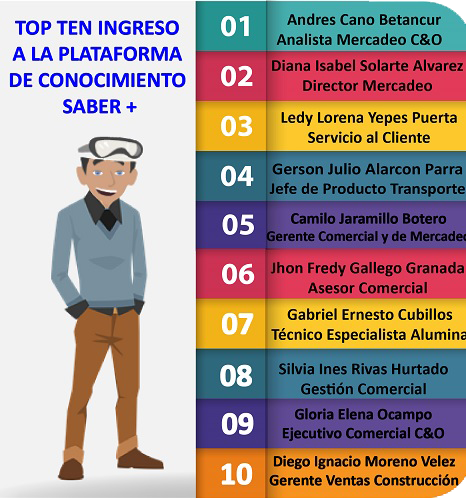 TOP TEN INGRESO
A LA PLATAFORMA
DE CONOCIMIENTO
SABER +
01
Andres Cano Betancur
Analista Mercadeo C&O
02
Diana Isabel Solarte Alvarez
Director Mercadeo
03
Ledy Lorena Yepes Puerta
Servicio al Cliente
04
Gerson Julio Alarcon Parra
Jefe de Producto Transporte
05
Camilo Jaramillo Botero
Gerente Comercial y de Mercadeo
06
Jhon Fredy Gallego Granada
Asesor Comercial
07
Gabriel Ernesto Cubillos
Técnico Especialista Alumina
08
Silvia Ines Rivas Hurtado
Gestión Comercial
09
Gloria Elena Ocampo
Ejecutivo Comercial C&O
10
Diego Ignacio Moreno Velez
Gerente Ventas Construcción